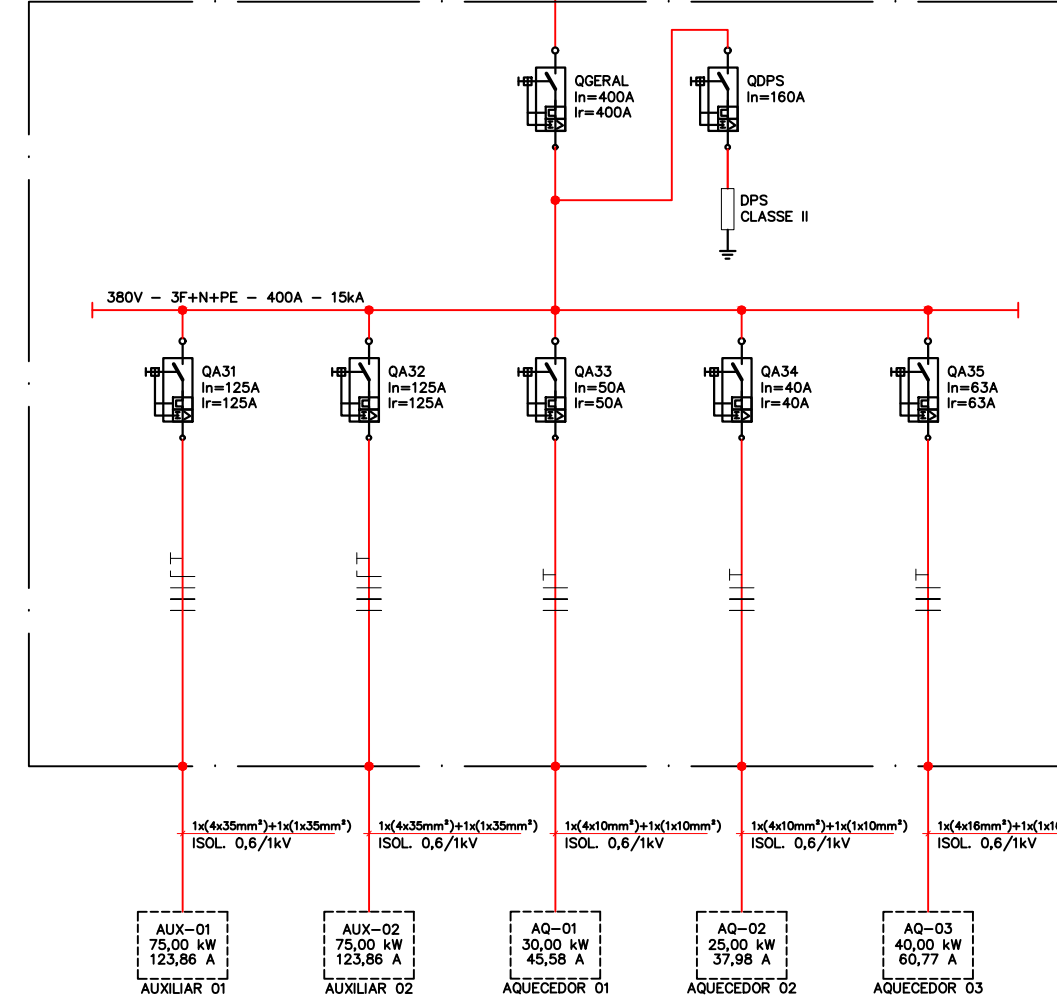 QGERAL
In=400A
Ir=400A
QDPS
In=160A
DPS
CLASSE II
380V - 3F+N+PE - 400A - 15kA
QA31
In=125A
Ir=125A
QA32
In=125A
Ir=125A
QA33
In=50A
Ir=50A
QA34
In=40A
Ir=40A
QA35
In=63A
Ir=63A
1x(4x35mm²)+1x(1x35mm²)
ISOL. 0,6/1kV
1x(4x35mm²)+1x(1x35mm²)
ISOL. 0,6/1kV
1x(4x10mm²)+1x(1x10mm²)
ISOL. 0,6/1kV
1x(4x10mm²)+1x(1x10mm²)
ISOL. 0,6/1kV
1x(4x16mm²)+1x(1x1
ISOL. 0,6/1kV
AUX-01
75,00 kW
123,86 A
AUXILIAR 01
AUX-02
75,00 kW
123,86 A
AUXILIAR 02
AQ-01
30,00 kW
45,58 A
AQUECEDOR 01
AQ-02
25,00 kW
37,98 A
AQUECEDOR 02
AQ-03
40,00 kW
60,77 A
AQUECEDOR 03